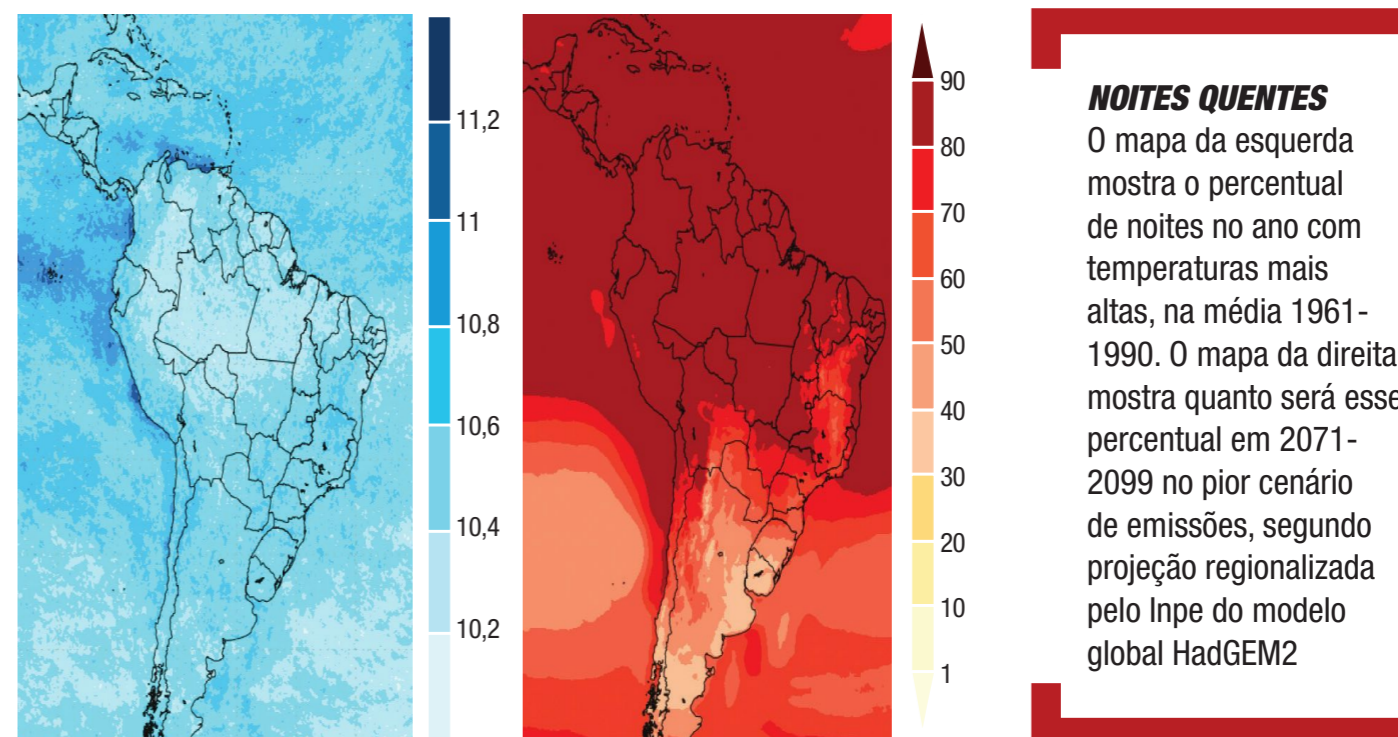 11,2
11
10,8
10,6
10,4
10,2
90
80
70
60
50
40
30
20
10
1
NOITES QUENTES
O mapa da esquerda
mostra o percentual
de noites no ano com
temperaturas mais
altas, na média 1961-
1990. O mapa da direita
mostra quanto será esse
percentual em 2071-
2099 no pior cenário
de emissões, segundo
projeção regionalizada
pelo Inpe do modelo
global HadGEM2